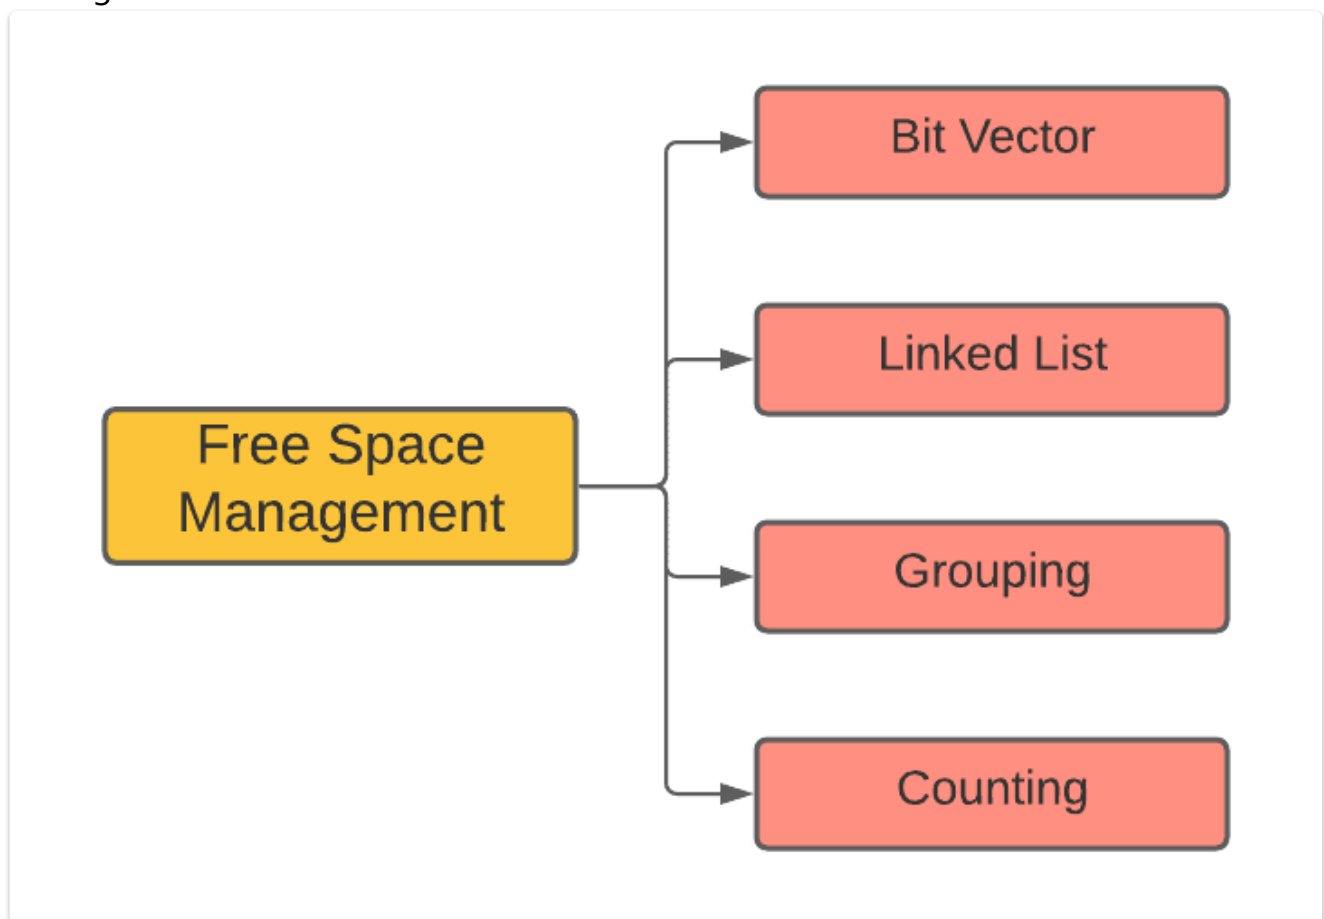 Free Space
Management
Bit Vector
Linked List
Grouping
Counting